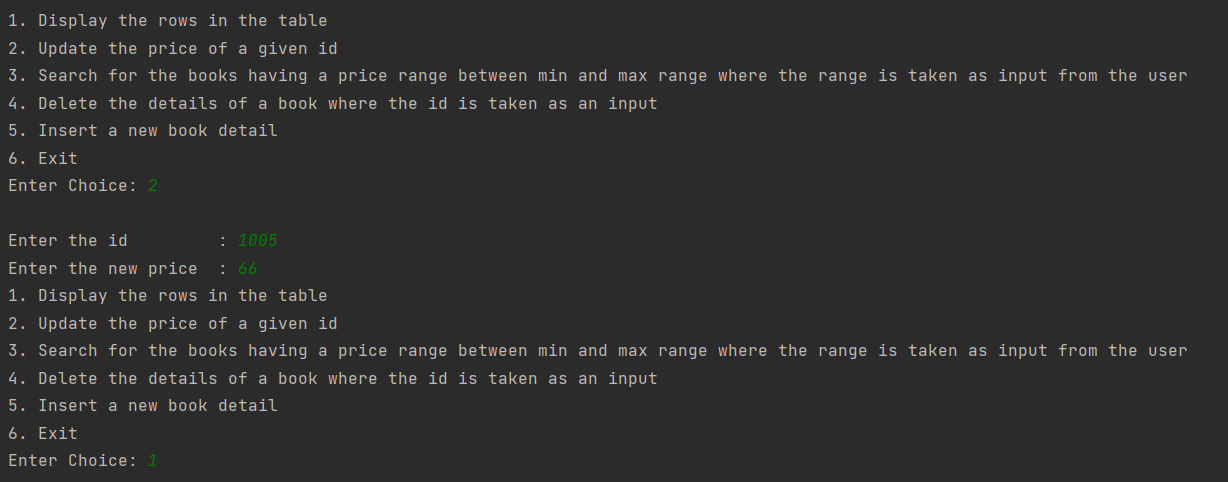 1. Display the rows in the table
2. Update the price of a given id
3. Search for the books having a price range between min and max range where the range is taken as input from the user
4. Delete the details of a book where the id is taken as an input
5. Insert a new book detail
6. Exit
Enter Choice: 2
Enter the id         : 1005
Enter the new price  : 66
1. Display the rows in the table
2. Update the price of a given id
3. Search for the books having a price range between min and max range where the range is taken as input from the user
4. Delete the details of a book where the id is taken as an input
5. Insert a new book detail
6. Exit
Enter Choice: 1